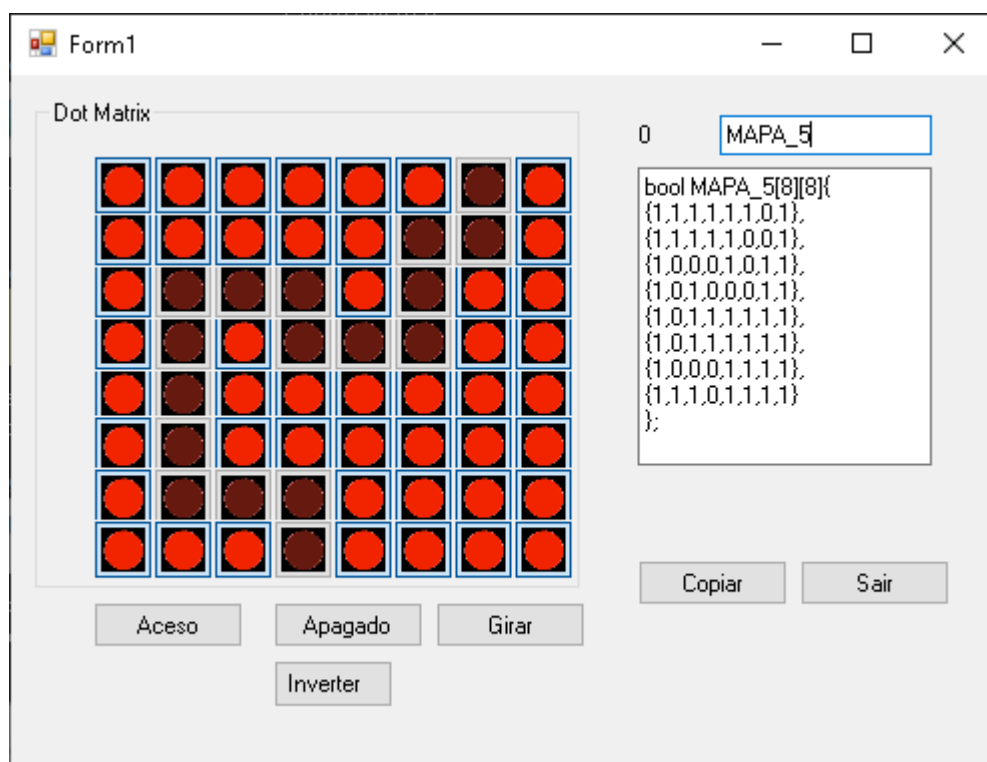 Form1
Dot Matrix
0
MAPA_5
bool MAPA_5[8][8]{
{1,1,1,1,1,1,0,1},
{1,1,1,1,1,0,0,1},
{1,0,0,0,1,0,1,1},
{1,0,1,0,0,0,1,1},
{1,0,1,1,1,1,1,1},
{1,0,1,1,1,1,1,1},
{1,0,0,0,1,1,1,1},
{1,1,1,0,1,1,1,1}
};
Copiar
Sair
Aceso
Apagado
Girar
Inverter